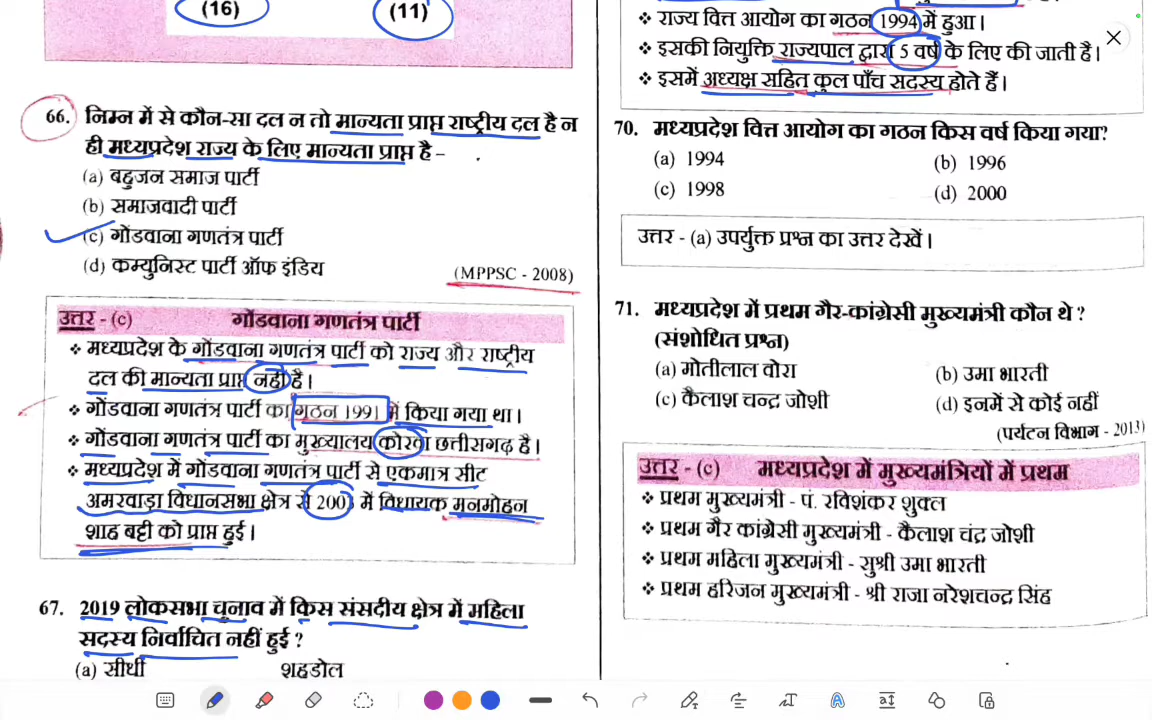 (16) (11)
66. निम्न में से कौन-सा दल न तो मान्यता प्राप्त राष्ट्रीय दल है न
ही मध्यप्रदेश राज्य के लिए मान्यता प्राप्त है –
(a) बहुजन समाज पार्टी
(b) समाजवादी पार्टी
(c) गोंडवाना गणतंत्र पार्टी
(d) कम्युनिस्ट पार्टी ऑफ इंडिय
(MPPSC - 2008)
उत्तर - (c) गोंडवाना गणतंत्र पार्टी
❖ मध्यप्रदेश के गोंडवाना गणतंत्र पार्टी को राज्य और राष्ट्रीय
दल की मान्यता प्राप्त नहीं है।
❖ गोंडवाना गणतंत्र पार्टी का गठन 1991 में किया गया था।
❖ गोंडवाना गणतंत्र पार्टी का मुख्यालय कोरबा छत्तीसगढ़ है।
❖ मध्यप्रदेश में गोंडवाना गणतंत्र पार्टी से एकमात्र सीट
अमरवाड़ा विधानसभा क्षेत्र से 2003 में विधायक मनमोहन
शाह बट्टी को प्राप्त हुई।
67. 2019 लोकसभा चुनाव में किस संसदीय क्षेत्र में महिला
सदस्य निर्वाचित नहीं हुई ?
(a) सीधी शहडोल
❖ राज्य वित्त आयोग का गठन 1994 में हुआ।
❖ इसकी नियुक्ति राज्यपाल द्वारा 5 वर्ष के लिए की जाती है।
❖ इसमें अध्यक्ष सहित कुल पाँच सदस्य होते हैं।
70. मध्यप्रदेश वित्त आयोग का गठन किस वर्ष किया गया?
(a) 1994 (b) 1996
(c) 1998 (d) 2000
उत्तर - (a) उपर्युक्त प्रश्न का उत्तर देखें।
71. मध्यप्रदेश में प्रथम गैर-कांग्रेसी मुख्यमंत्री कौन थे ?
(संशोधित प्रश्न)
(a) मोतीलाल वोरा (b) उमा भारती
(c) कैलाश चन्द्र जोशी (d) इनमें से कोई नहीं
(पर्यटन विभाग - 2013)
उत्तर - (c) मध्यप्रदेश में मुख्यमंत्रियों में प्रथम
❖ प्रथम मुख्यमंत्री - पं. रविशंकर शुक्ल
❖ प्रथम गैर कांग्रेसी मुख्यमंत्री - कैलाश चंद्र जोशी
❖ प्रथम महिला मुख्यमंत्री - सुश्री उमा भारती
❖ प्रथम हरिजन मुख्यमंत्री - श्री राजा नरेशचन्द्र सिंह